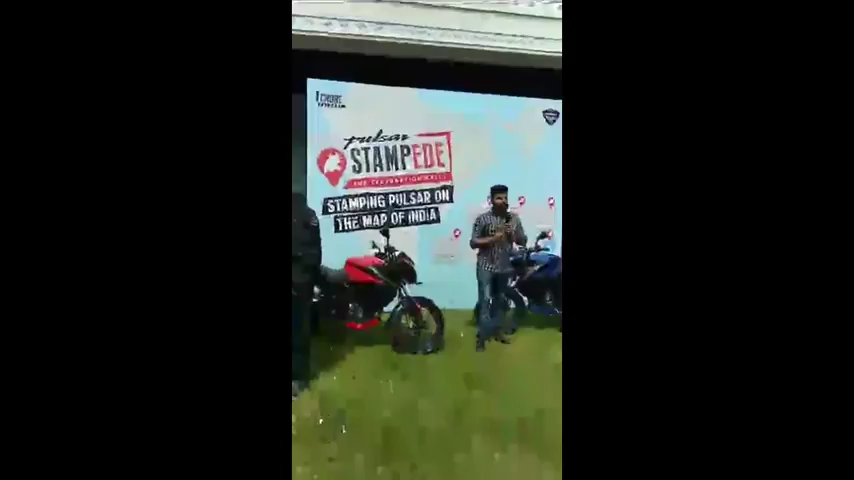 Pulsar
STAMPEDE
STAMPING PULSAR ON
THE MAP OF INDIA